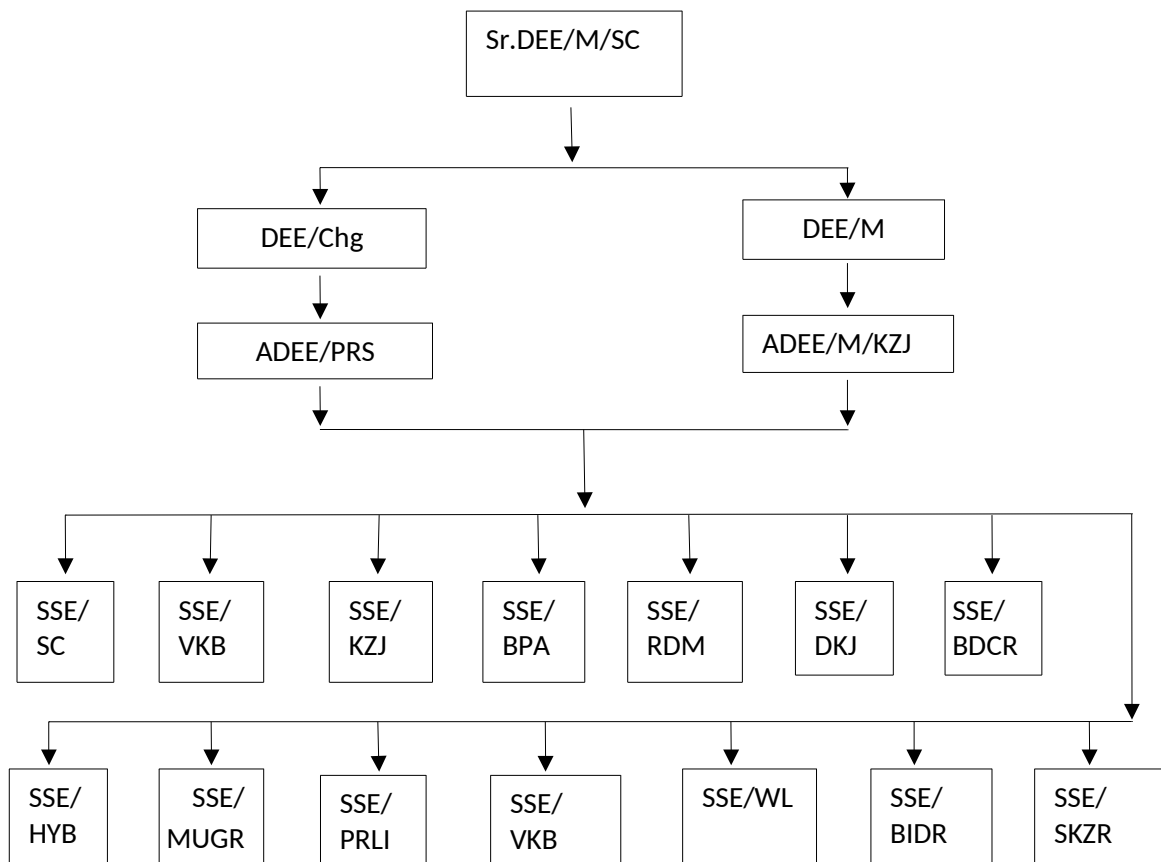 Sr.DEE/M/SC
DEE/Chg
DEE/M
ADEE/PRS
ADEE/M/KZJ
SSE/
SC
SSE/
VKB
SSE/
KZJ
SSE/
BPA
SSE/
RDM
SSE/
DKJ
SSE/
BDCR
SSE/
HYB
SSE/
MUGR
SSE/
PRLI
SSE/
VKB
SSE/WL
SSE/
BIDR
SSE/
SKZR